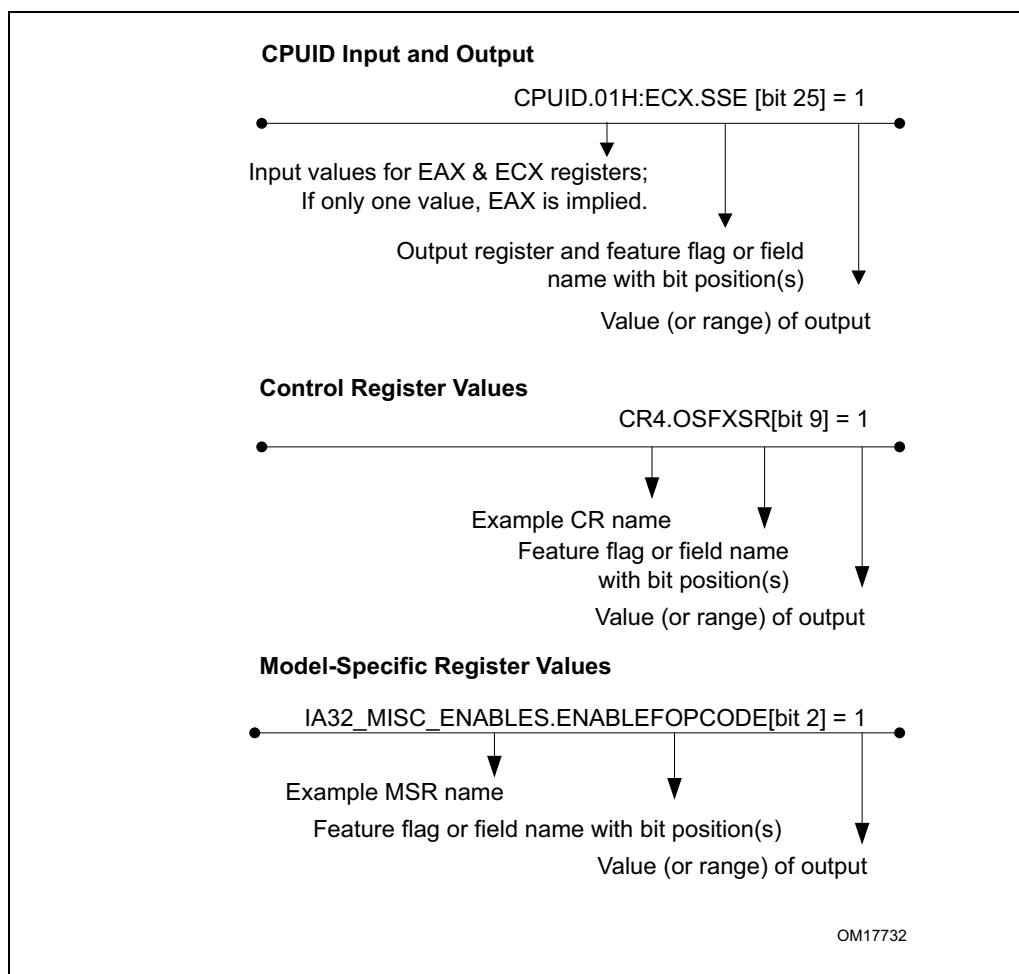 CPUID Input and Output
CPUID.01H:ECX.SSE [bit 25] = 1
Input values for EAX & ECX registers;
If only one value, EAX is implied.
Output register and feature flag or field
name with bit position(s)
Value (or range) of output
Control Register Values
CR4.OSFXSR[bit 9] = 1
Example CR name
Feature flag or field name
with bit position(s)
Value (or range) of output
Model-Specific Register Values
IA32_MISC_ENABLES.ENABLEFOPCODE[bit 2] = 1
Example MSR name
Feature flag or field name with bit position(s)
Value (or range) of output
OM17732